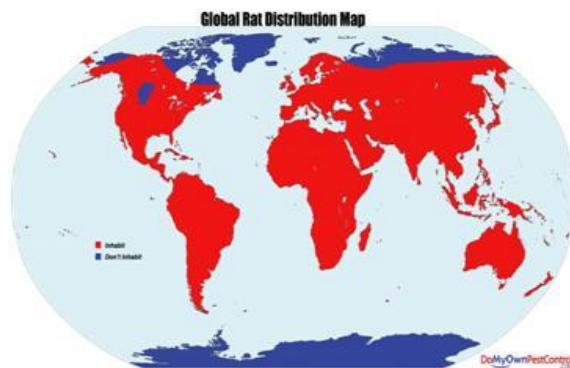 Global Rat Distribution Map
Inhabit
Don't Inhabit
DoMyOwnPestControl